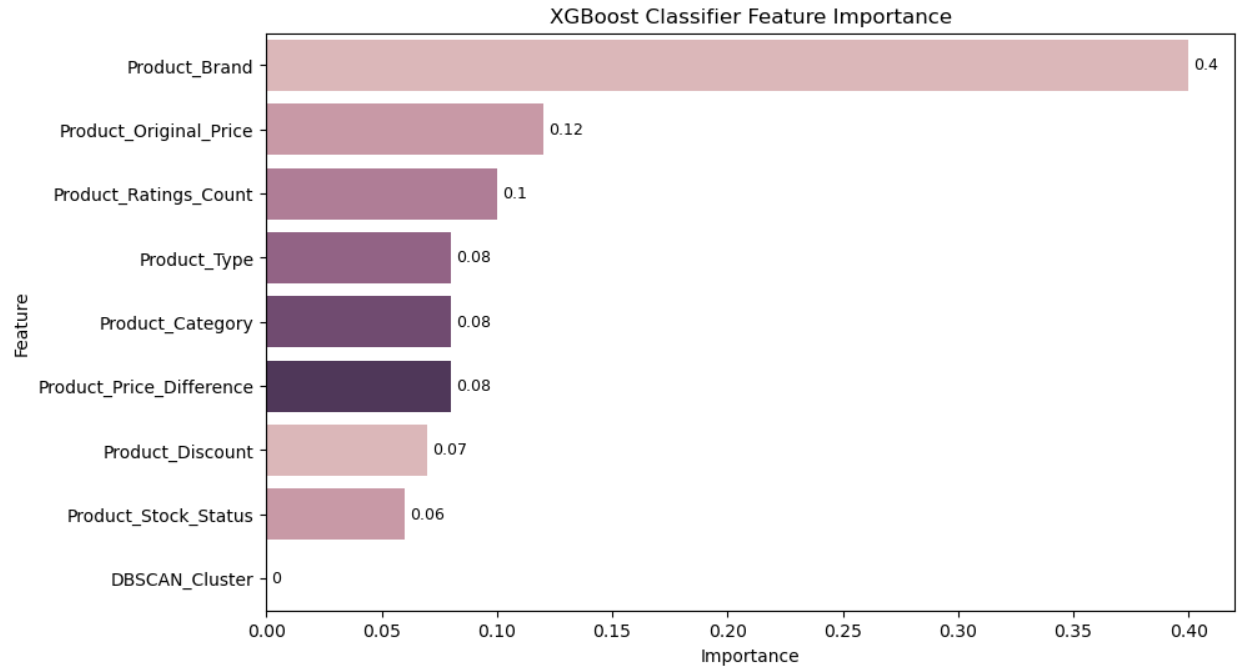 XGBoost Classifier Feature Importance
Product_Brand 0.4
Product_Original_Price 0.12
Product_Ratings_Count 0.1
Product_Type 0.08
Product_Category 0.08
Feature
Product_Price_Difference 0.08
Product_Discount 0.07
Product_Stock_Status 0.06
DBSCAN_Cluster 0
0.00 0.05 0.10 0.15 0.20 0.25 0.30 0.35 0.40
Importance